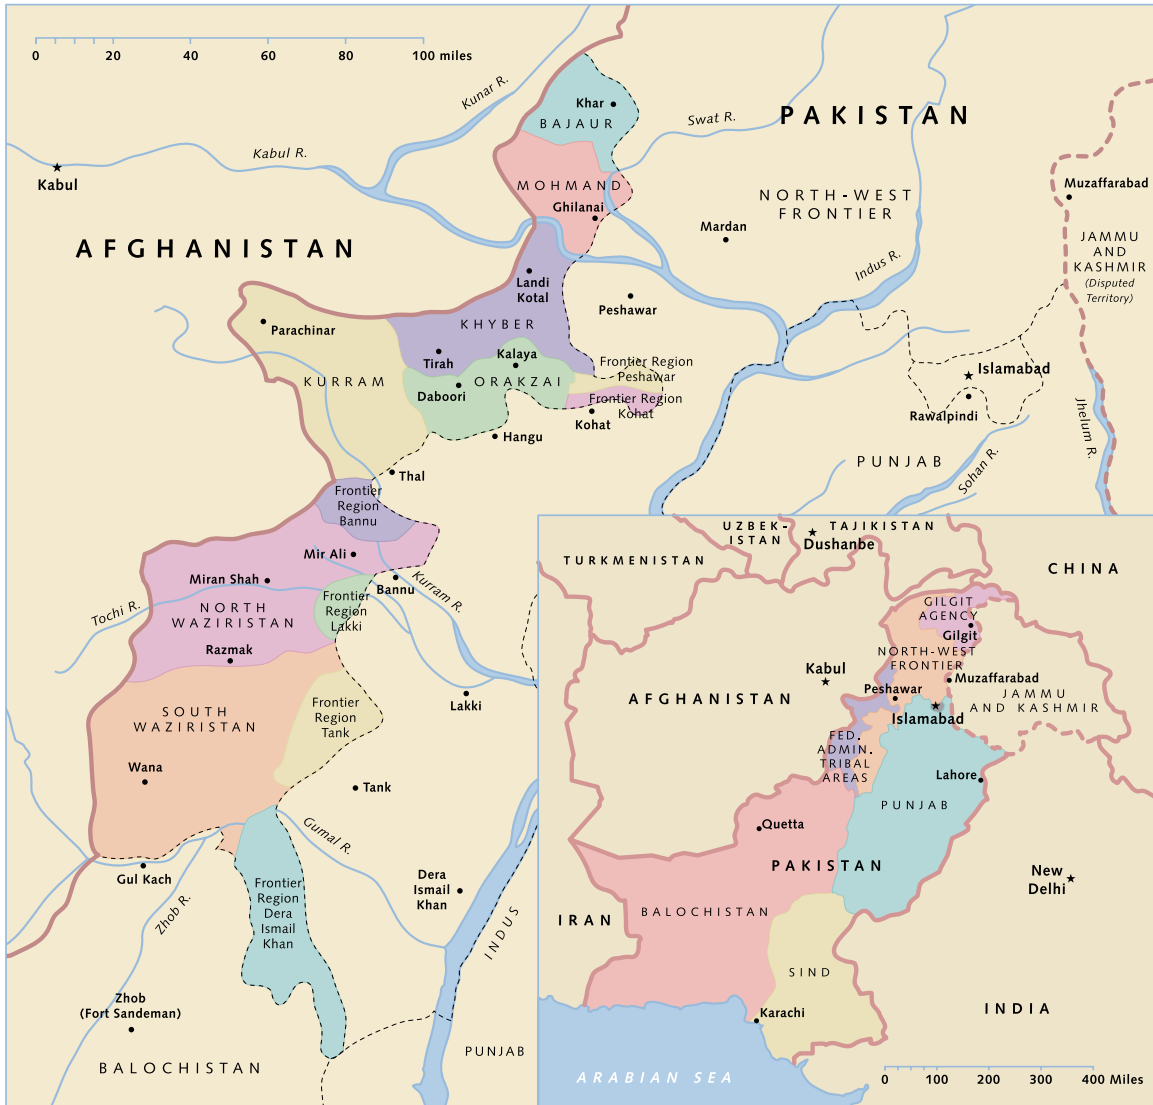 0 20 40 60 80 100 miles
Kunar R.
Khar
BAJAUR
Swat R.
PAKISTAN
Kabul R.
Kabul
MOHMAND
Ghilanai
NORTH-WEST
FRONTIER
Mardan
Muzaffarabad
JAMMU
AND
KASHMIR
(Disputed
Territory)
AFGHANISTAN
Indus R.
Landi
Kotal
Peshawar
Parachinar
KHYBER
Tirah
Kalaya
KURRAM
Daboori
ORAKZAI
Frontier Region
Peshawar
Frontier Region
Kohat
Kohat
Islamabad
Rawalpindi
Jhelum R.
Hangu
Thal
PUNJAB
Sohan R.
Frontier
Region
Bannu
Mir Ali
Miran Shah
Bannu
Kurram R.
Tochi R.
NORTH
WAZIRISTAN
Frontier
Region
Lakki
Razmak
Lakki
SOUTH
WAZIRISTAN
Frontier
Region
Tank
Wana
Tank
Gumal R.
Gul Kach
Zhob R.
Frontier
Region
Dera
Ismail
Khan
Dera
Ismail
Khan
INDUS
Zhob
(Fort Sandeman)
BALOCHISTAN
PUNJAB
UZBEK-
ISTAN
TAJIKISTAN
Dushanbe
TURKMENISTAN
CHINA
GILGIT
AGENCY
Gilgit
NORTH-WEST
FRONTIER
Kabul
Peshawar
Muzaffarabad
JAMMU
AND KASHMIR
AFGHANISTAN
Islamabad
FED.
ADMIN.
TRIBAL
AREAS
Lahore
PUNJAB
Quetta
PAKISTAN
New
Delhi
IRAN
BALOCHISTAN
SIND
INDIA
Karachi
ARABIAN SEA
0 100 200 300 400 Miles